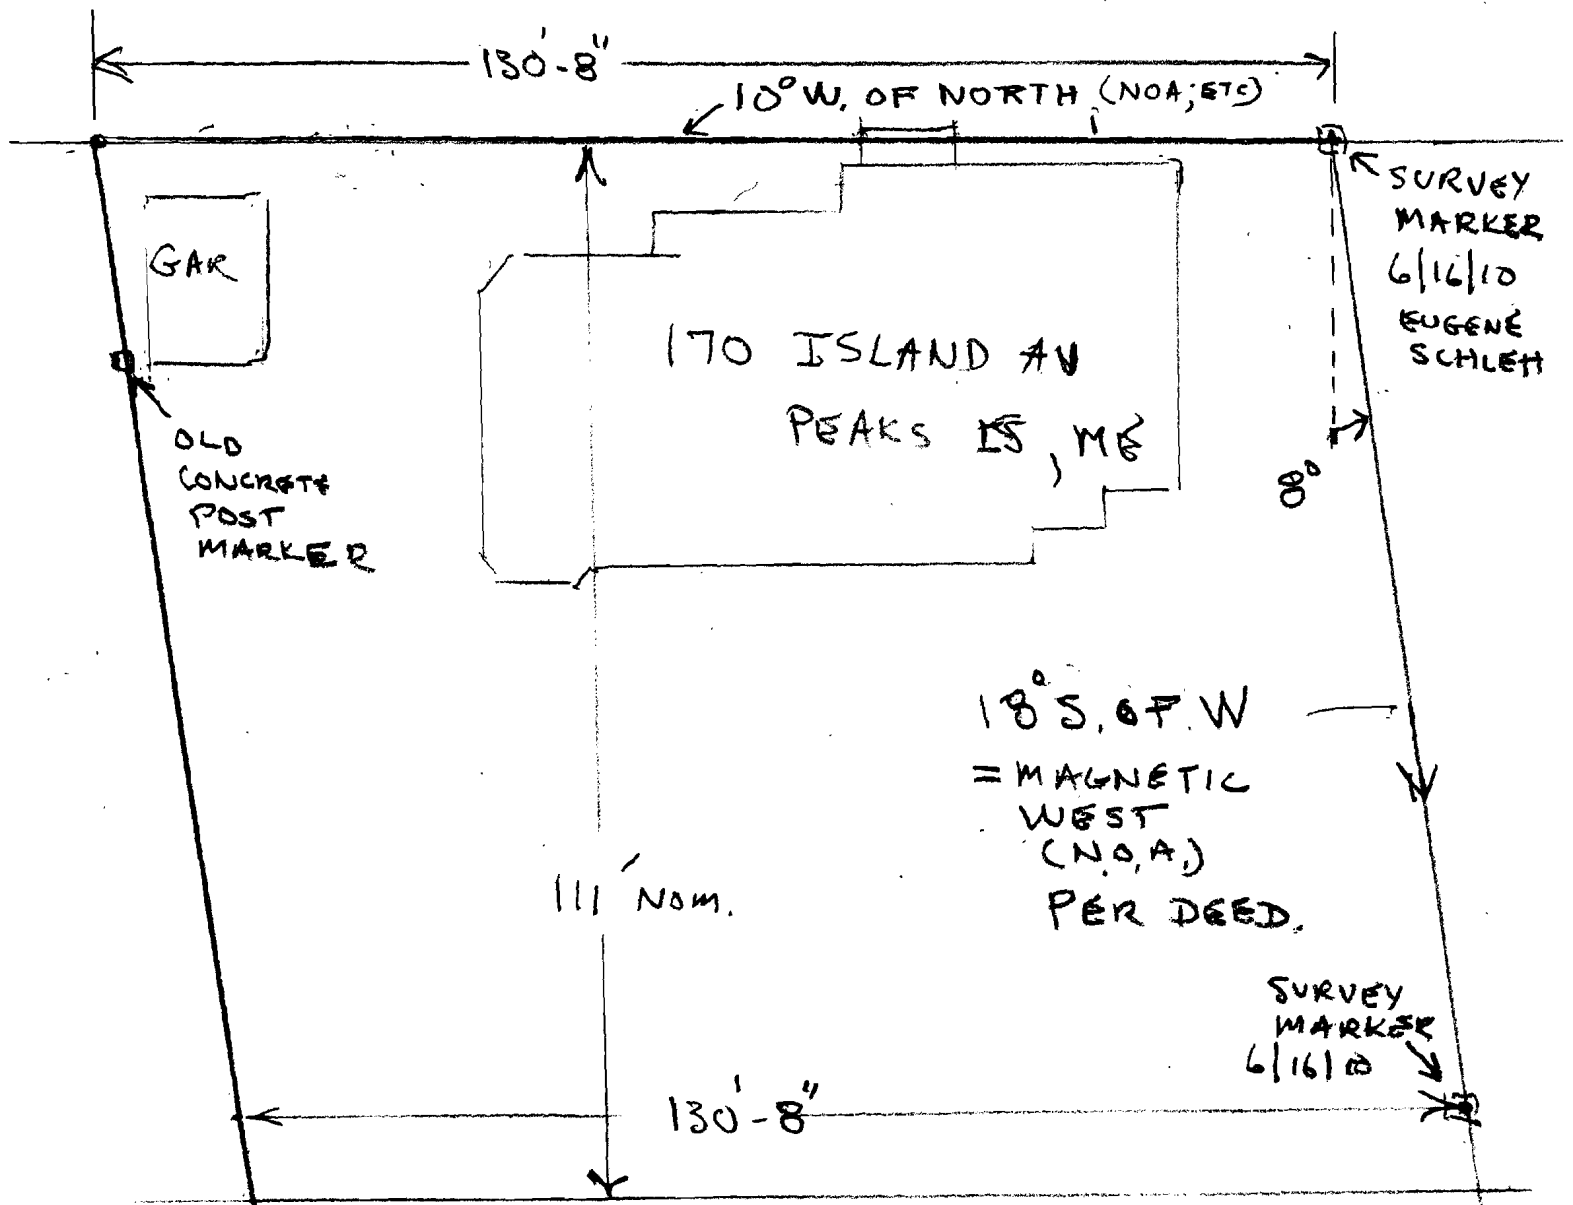 130'-8"
10° W. OF NORTH (NOA, ETC)
SURVEY
MARKER
6/16/10
EUGENE
SCHLEH
GAR
170 ISLAND AV
PEAKS IS, ME
8°
OLD
CONCRETE
POST
MARKER
18° S. OF W
= MAGNETIC
WEST
(N.O.A.)
PER DEED.
111' NOM.
SURVEY
MARKER
6/16/10
130'-8"